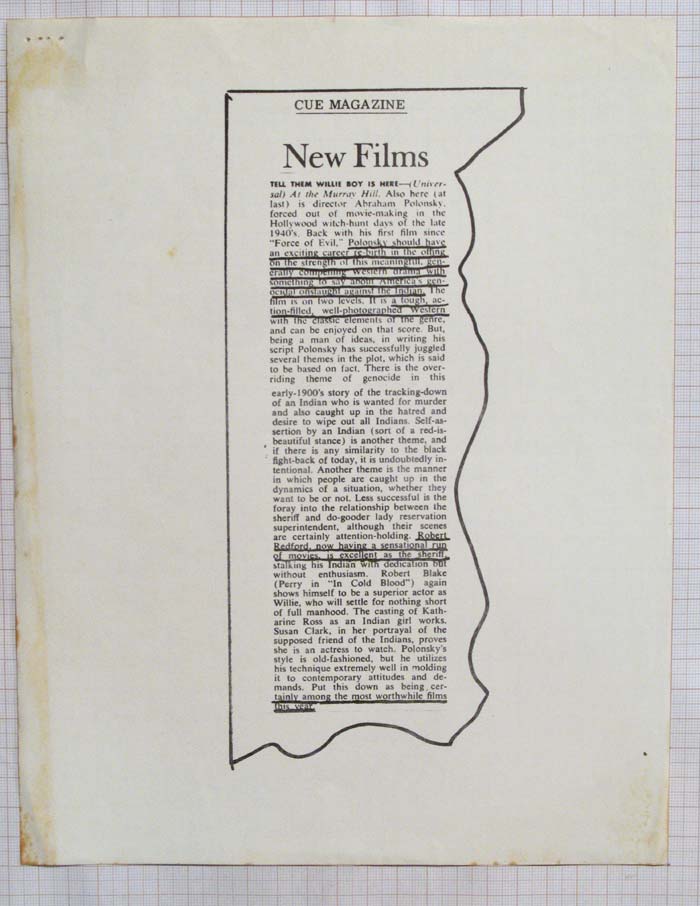 CUE MAGAZINE
New Films
TELL THEM WILLIE BOY IS HERE—(Univer-
sal) At the Murray Hill. Also here (at
last) is director Abraham Polonsky,
forced out of movie-making in the
Hollywood witch-hunt days of the late
1940's. Back with his first film since
"Force of Evil," Polonsky should have
an exciting career re-birth in the offing
on the strength of this meaningful, gen-
erally compelling Western drama with
something to say about America's gen-
ocidal onslaught against the Indian. The
film is on two levels. It is a tough, ac-
tion-filled, well-photographed Western
with the classic elements of the genre,
and can be enjoyed on that score. But,
being a man of ideas, in writing his
script Polonsky has successfully juggled
several themes in the plot, which is said
to be based on fact. There is the over-
riding theme of genocide in this
early-1900's story of the tracking-down
of an Indian who is wanted for murder
and also caught up in the hatred and
desire to wipe out all Indians. Self-as-
sertion by an Indian (sort of a red-is-
beautiful stance) is another theme, and
if there is any similarity to the black
fight-back of today, it is undoubtedly in-
tentional. Another theme is the manner
in which people are caught up in the
dynamics of a situation, whether they
want to be or not. Less successful is the
foray into the relationship between the
sheriff and do-gooder lady reservation
superintendent, although their scenes
are certainly attention-holding. Robert
Redford, now having a sensational run
of movies, is excellent as the sheriff,
stalking his Indian with dedication but
without enthusiasm. Robert Blake
(Perry in "In Cold Blood") again
shows himself to be a superior actor as
Willie, who will settle for nothing short
of full manhood. The casting of Kath-
arine Ross as an Indian girl works.
Susan Clark, in her portrayal of the
supposed friend of the Indians, proves
she is an actress to watch. Polonsky's
style is old-fashioned, but he utilizes
his technique extremely well in molding
it to contemporary attitudes and de-
mands. Put this down as being cer-
tainly among the most worthwhile films
this year.